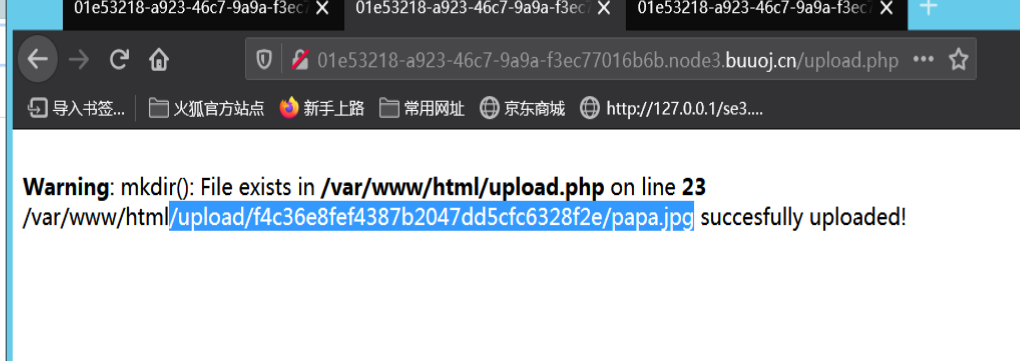 01e53218-a923-46c7-9a9a-f3ec7 01e53218-a923-46c7-9a9a-f3ec7 01e53218-a923-46c7-9a9a-f3ec7
01e53218-a923-46c7-9a9a-f3ec77016b6b.node3.buuoj.cn/upload.php
导入书签... 火狐官方站点 新手上路 常用网址 京东商城 http://127.0.0.1/se3....
Warning: mkdir(): File exists in /var/www/html/upload.php on line 23
/var/www/html/upload/f4c36e8fef4387b2047dd5cfc6328f2e/papa.jpg succesfully uploaded!